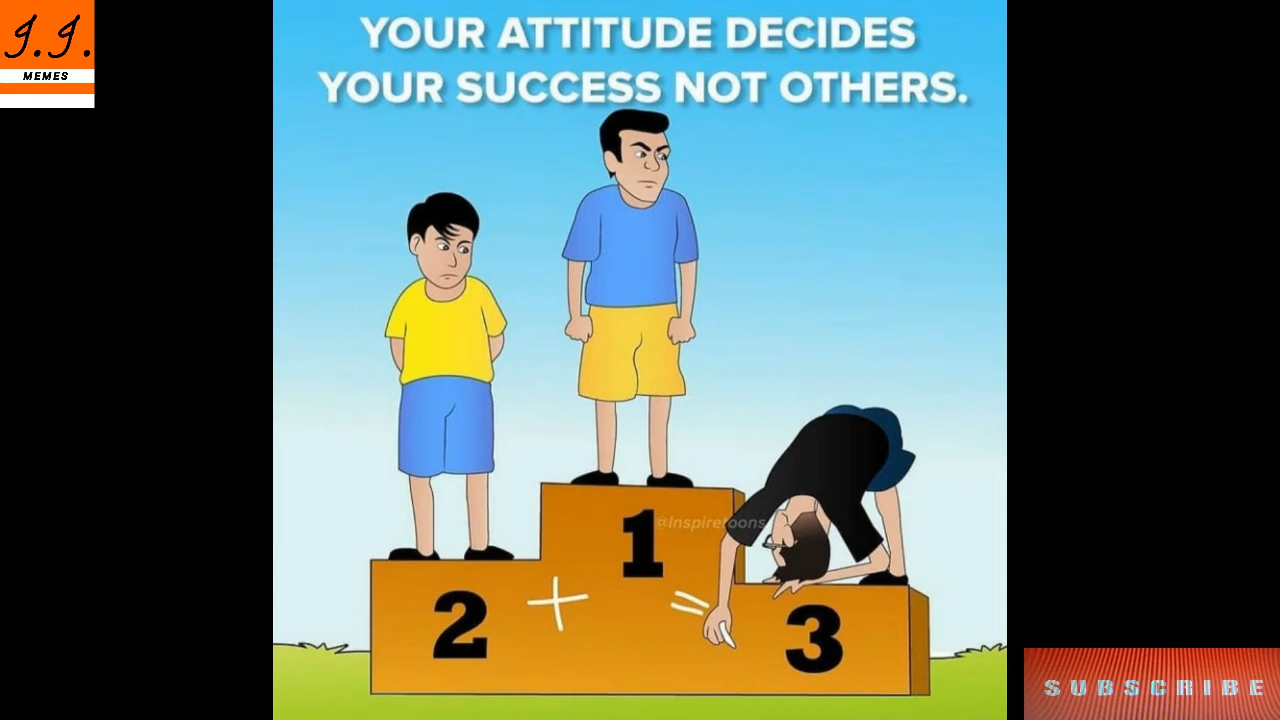 J.J.
MEMES
YOUR ATTITUDE DECIDES
YOUR SUCCESS NOT OTHERS.
@Inspiretoons
1
2 + = 3
SUBSCRIBE